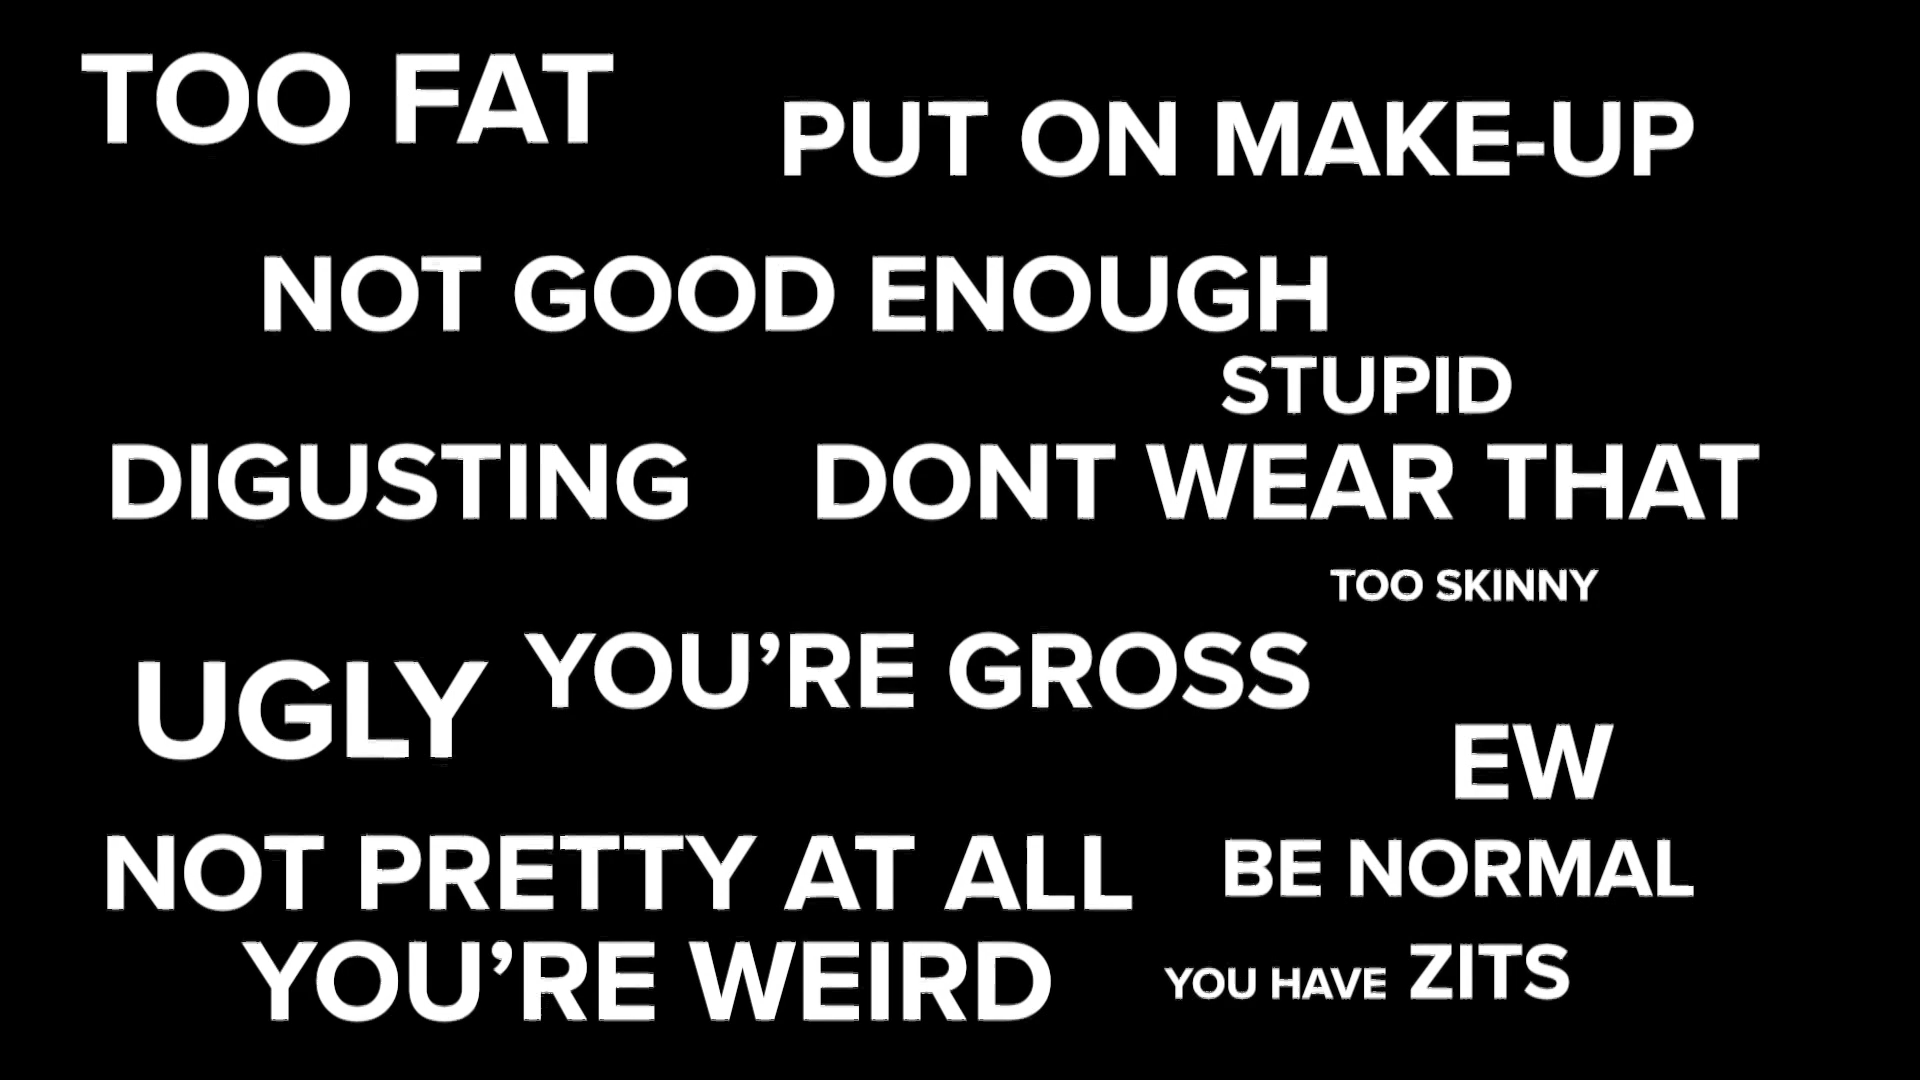 TOO FAT
PUT ON MAKE-UP
NOT GOOD ENOUGH
STUPID
DIGUSTING
DONT WEAR THAT
TOO SKINNY
UGLY
YOU’RE GROSS
EW
NOT PRETTY AT ALL
BE NORMAL
YOU’RE WEIRD
YOU HAVE ZITS